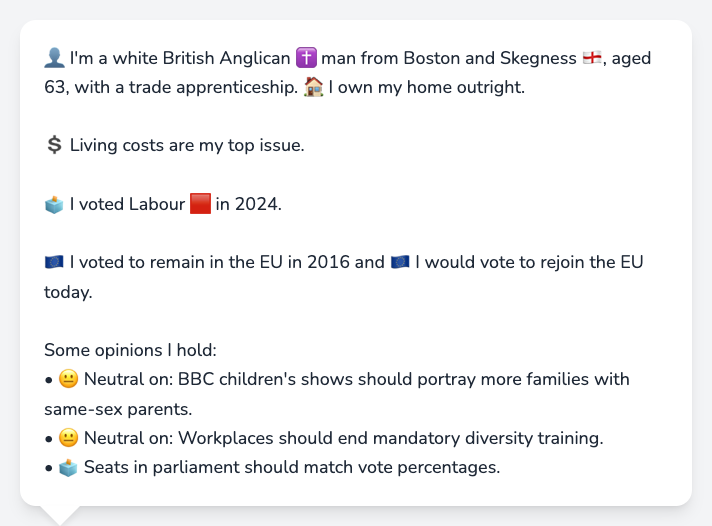 👤 I'm a white British Anglican ✝️ man from Boston and Skegness 🏴󠁧󠁢󠁥󠁮󠁧󠁿, aged
63, with a trade apprenticeship. 🏠 I own my home outright.
💲 Living costs are my top issue.
🗳️ I voted Labour 🟥 in 2024.
🇪🇺 I voted to remain in the EU in 2016 and 🇪🇺 I would vote to rejoin the EU
today.
Some opinions I hold:
• 😐 Neutral on: BBC children's shows should portray more families with
same-sex parents.
• 😐 Neutral on: Workplaces should end mandatory diversity training.
• 🗳️ Seats in parliament should match vote percentages.